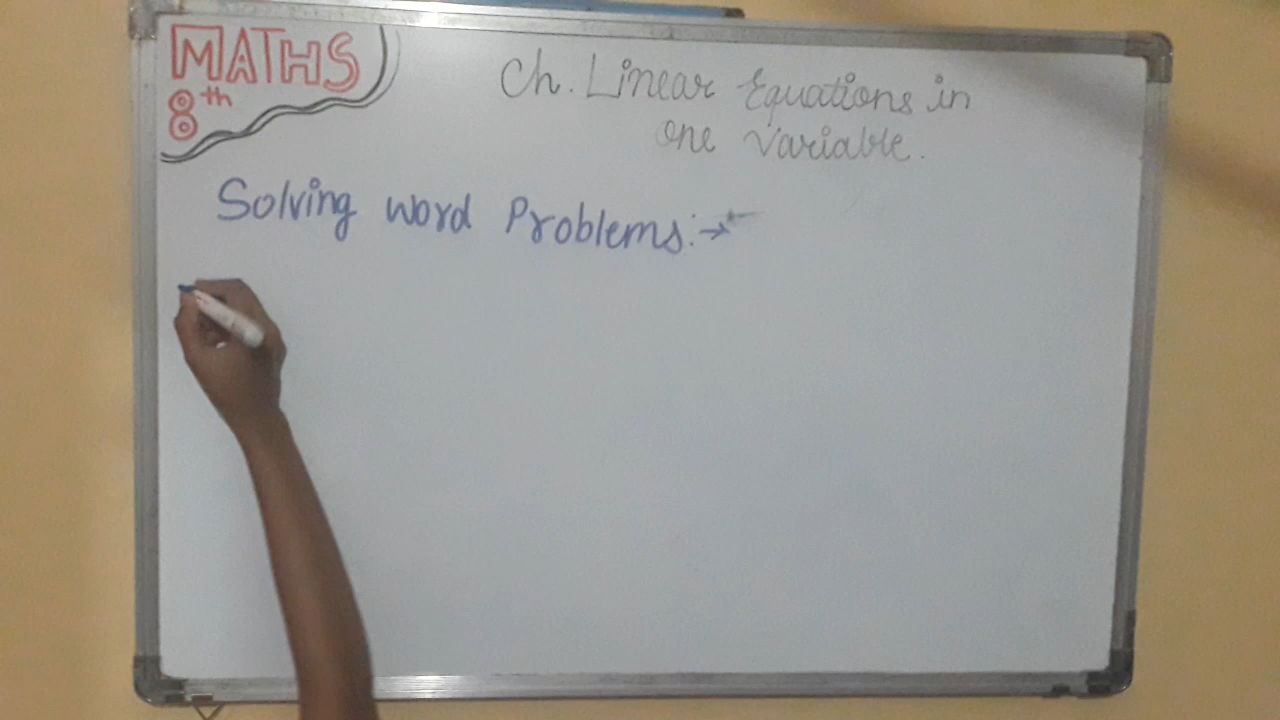 MATHS
8th
Ch. Linear Equations in
one Variable.
Solving Word Problems:→